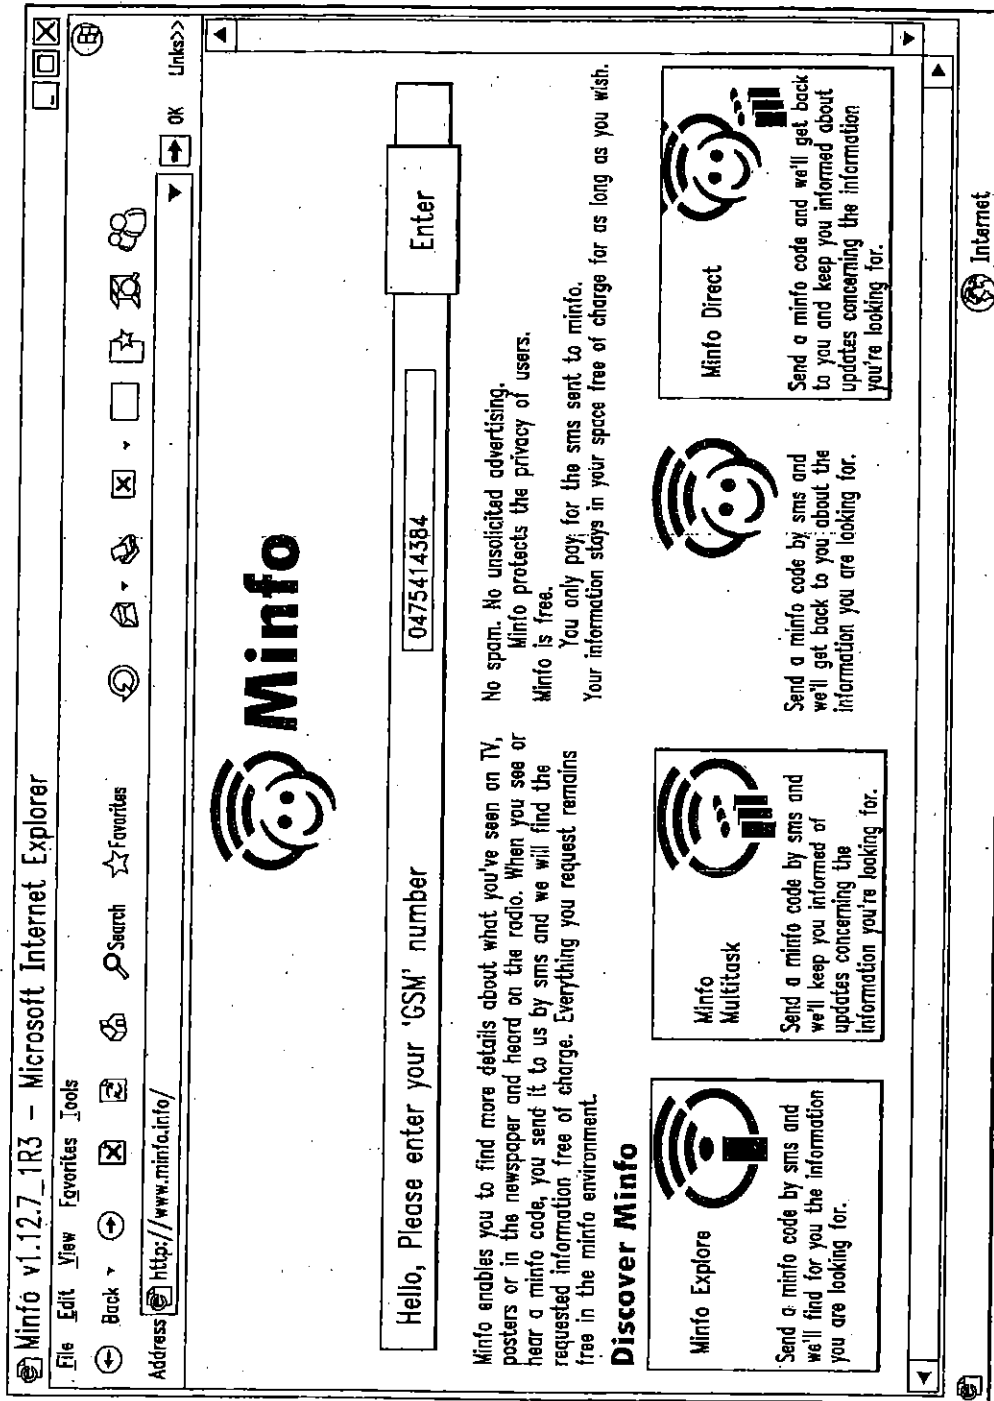 Minfo v1.12.7_1R3 – Microsoft Internet Explorer
File Edit View Favorites Tools
Back Search Favorites
Address http://www.minfo.info/ OK Links>>
Minfo
Hello, Please enter your 'GSM' number 0475414384 Enter
Minfo enables you to find more details about what you've seen on TV,
posters or in the newspaper and heard on the radio. When you see or
hear a minfo code, you send it to us by sms and we will find the
requested information free of charge. Everything you request remains
free in the minfo environment.
No spam. No unsolicited advertising.
Minfo protects the privacy of users.
Minfo is free.
You only pay for the sms sent to minfo.
Your information stays in your space free of charge for as long as you wish.
Discover Minfo
Minfo Explore
Send a minfo code by sms and
we'll find for you the information
you are looking for.
Minfo
Multitask
Send a minfo code by sms and
we'll keep you informed of
updates concerning the
information you're looking for.
Send a minfo code by sms and
we'll get back to you about the
information you are looking for.
Minfo Direct
Send a minfo code and we'll get back
to you and keep you informed about
updates concerning the information
you're looking for.
Internet